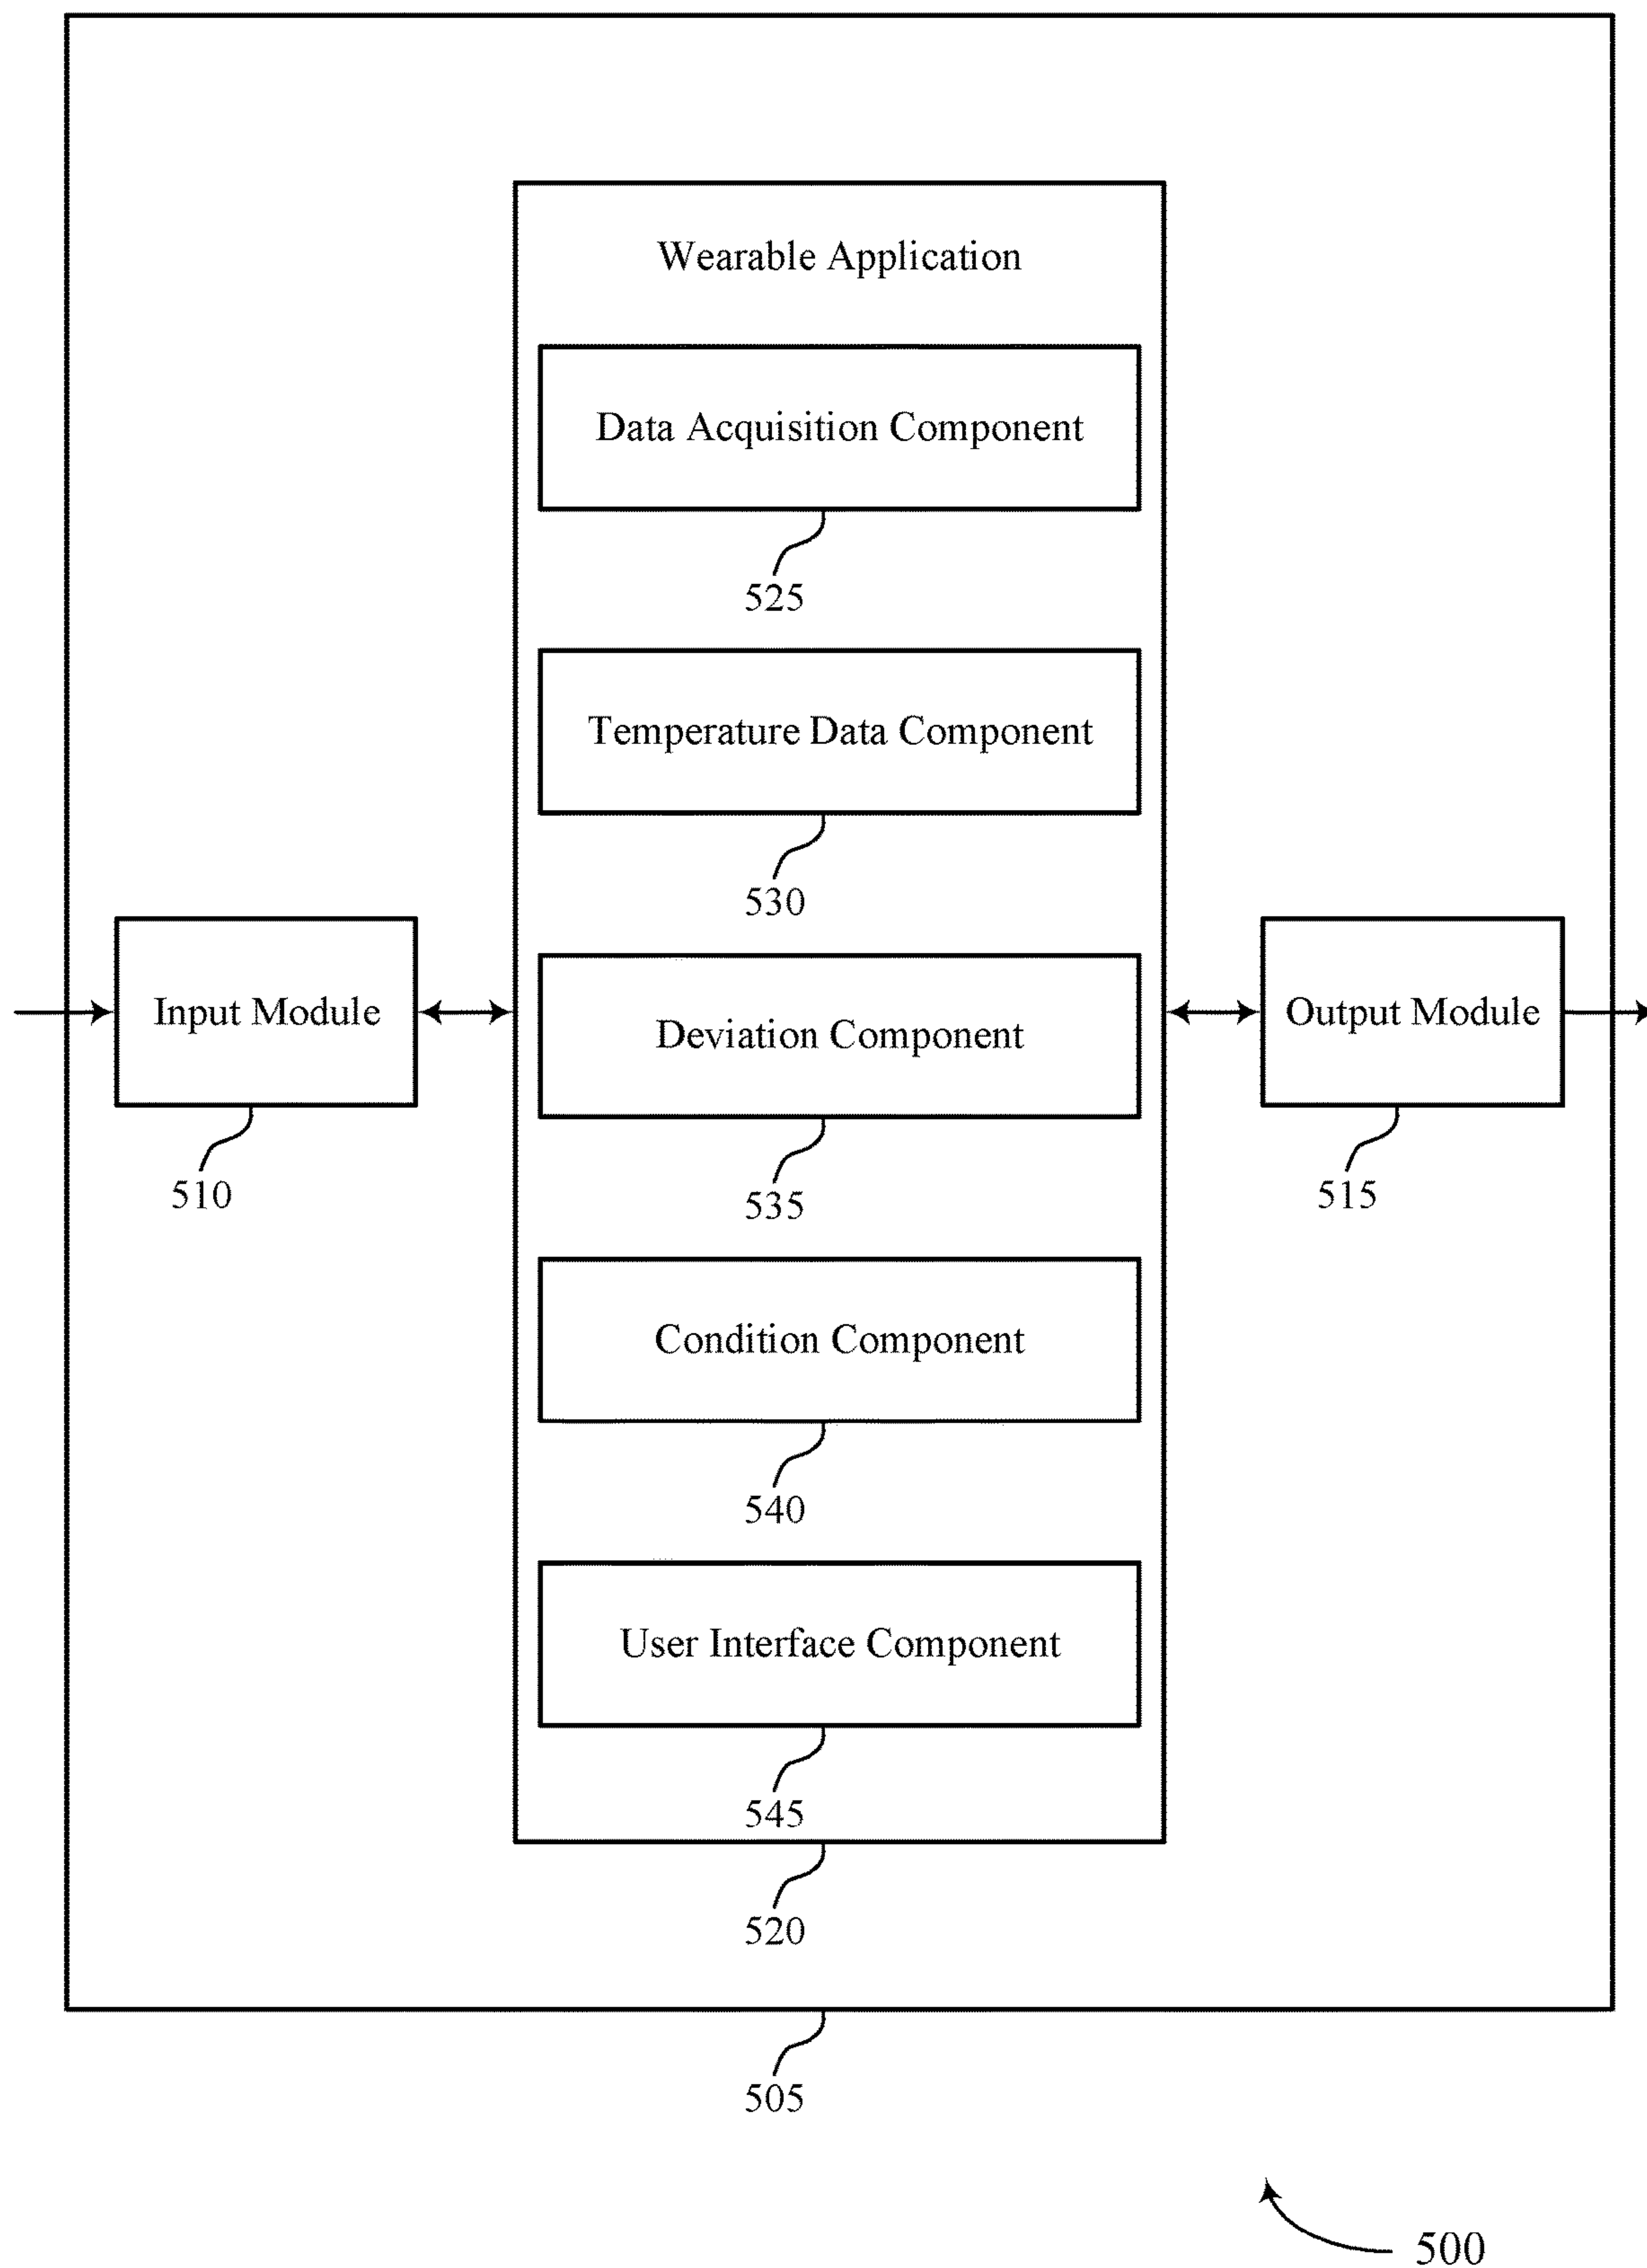 Wearable Application
Data Acquisition Component
525
Temperature Data Component
530
Input Module
510
Deviation Component
535
Output Module
515
Condition Component
540
User Interface Component
545
520
505
500